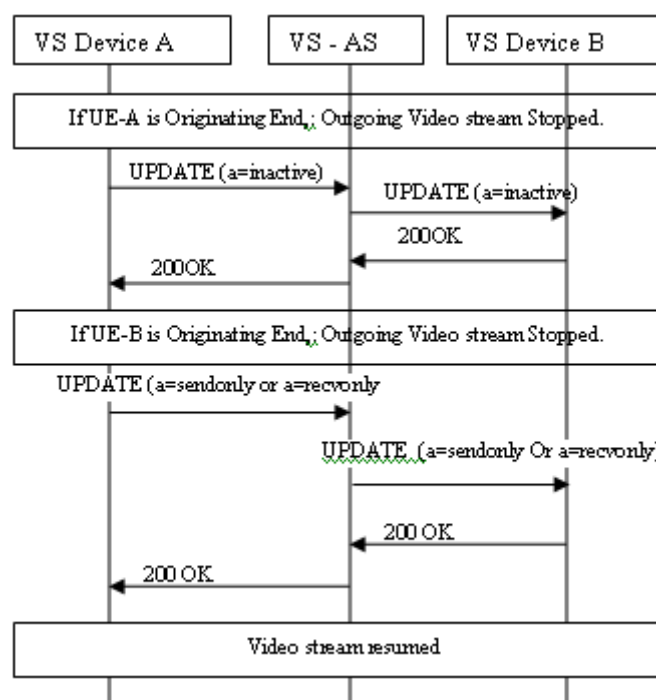 VS Device A
VS - AS
VS Device B
If UE-A is Originating End,; Outgoing Video stream Stopped.
UPDATE (a=inactive)
UPDATE (a=inactive)
200OK
200OK
If UE-B is Originating End,; Outgoing Video stream Stopped.
UPDATE (a=sendonly or a=recvonly
UPDATE (a=sendonly Or a=recvonly)
200 OK
200 OK
Video stream resumed